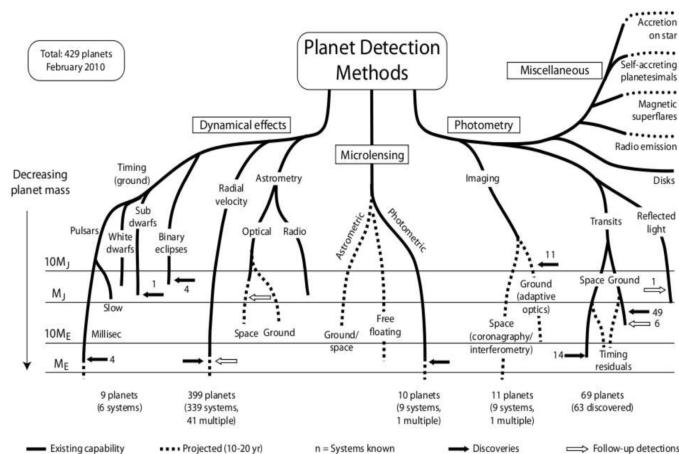 Total: 429 planets
February 2010
Planet Detection
Methods
Miscellaneous
Accretion
on star
Self-accreting
planetesimals
Magnetic
superflares
Radio emission
Disks
Dynamical effects
Microlensing
Photometry
Decreasing
planet mass
Timing
(ground)
Pulsars
White
dwarfs
Sub
dwarfs
Binary
eclipses
Radial
velocity
Astrometry
Optical
Radio
Astrometric
Photometric
Imaging
Transits
Reflected
light
10MJ
MJ
10ME
ME
Slow
Millisec
1
4
4
Space
Ground
Ground/
space
Free
floating
11
Ground
(adaptive
optics)
Space
(coronagraphy/
interferometry)
Space
Ground
1
49
6
14
Timing
residuals
9 planets
(6 systems)
399 planets
(339 systems,
41 multiple)
10 planets
(9 systems,
1 multiple)
11 planets
(9 systems,
1 multiple)
69 planets
(63 discovered)
Existing capability
Projected (10-20 yr)
n = Systems known
Discoveries
Follow-up detections